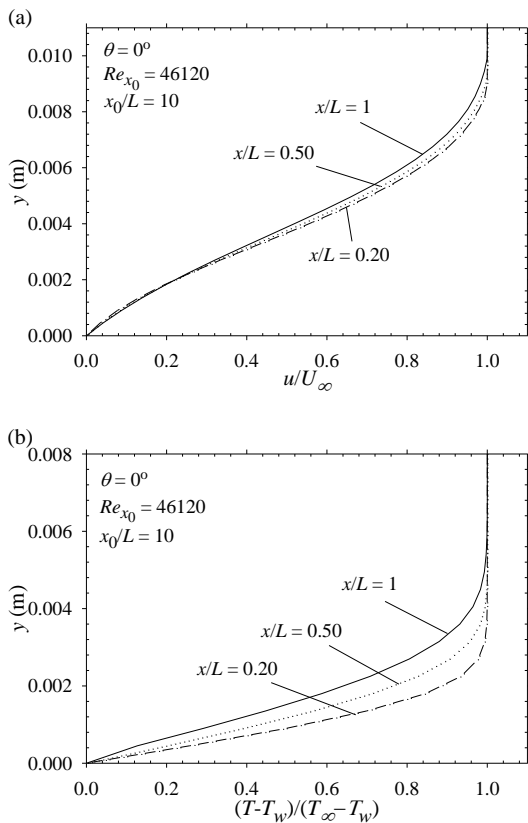 (a)
0.010
0.008
0.006
0.004
0.002
0.000
y (m)
θ = 0º
Re_{x_0} = 46120
x_0/L = 10
x/L = 1
x/L = 0.50
x/L = 0.20
0.0 0.2 0.4 0.6 0.8 1.0
u/U_∞
(b)
0.008
0.006
0.004
0.002
0.000
y (m)
θ = 0º
Re_{x_0} = 46120
x_0/L = 10
x/L = 1
x/L = 0.50
x/L = 0.20
0.0 0.2 0.4 0.6 0.8 1.0
(T-T_w)/(T_∞−T_w)